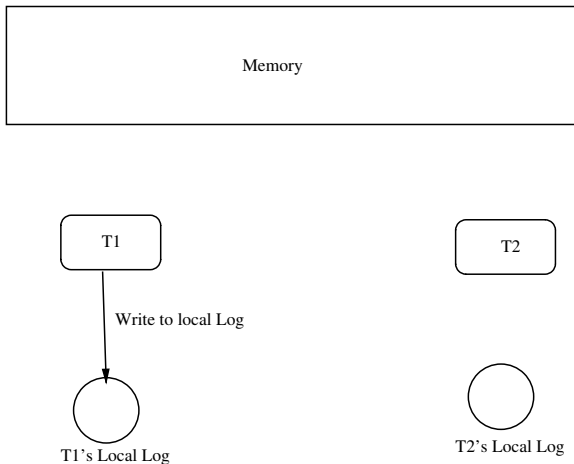 Memory
T1
T2
Write to local Log
T1's Local Log
T2's Local Log